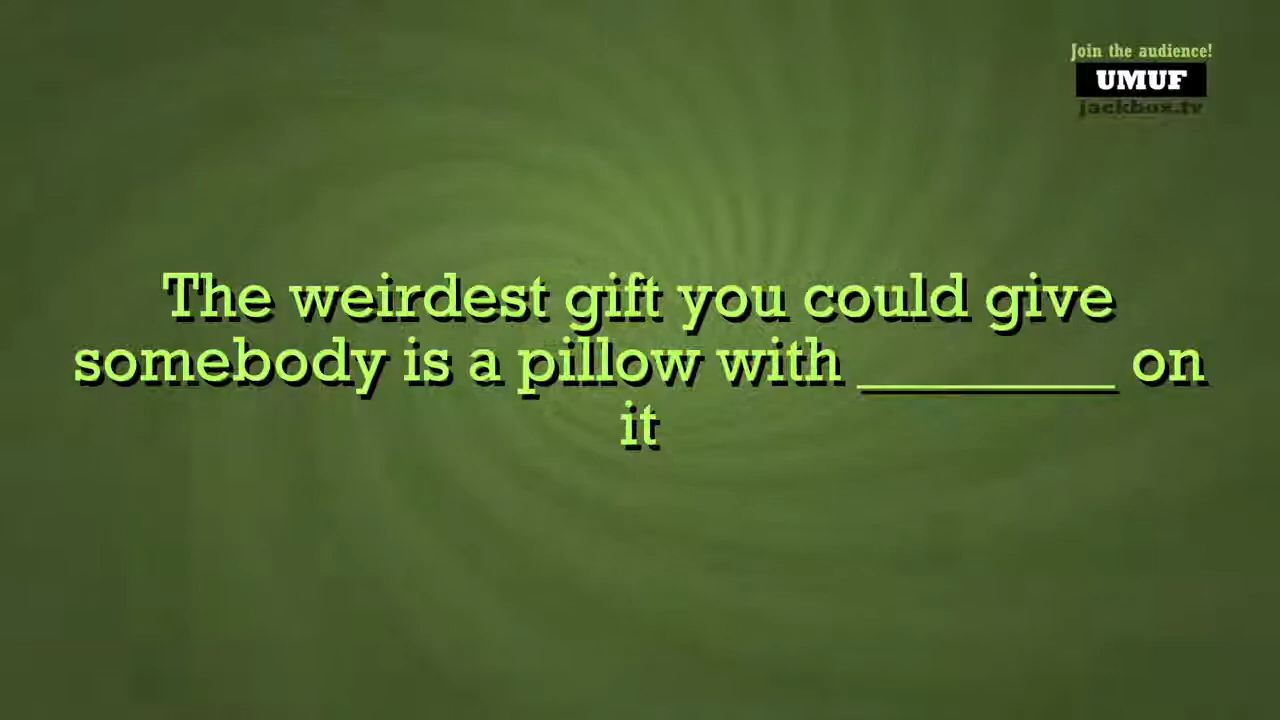 Join the audience!
UMUF
jackbox.tv
The weirdest gift you could give
somebody is a pillow with ________ on
it